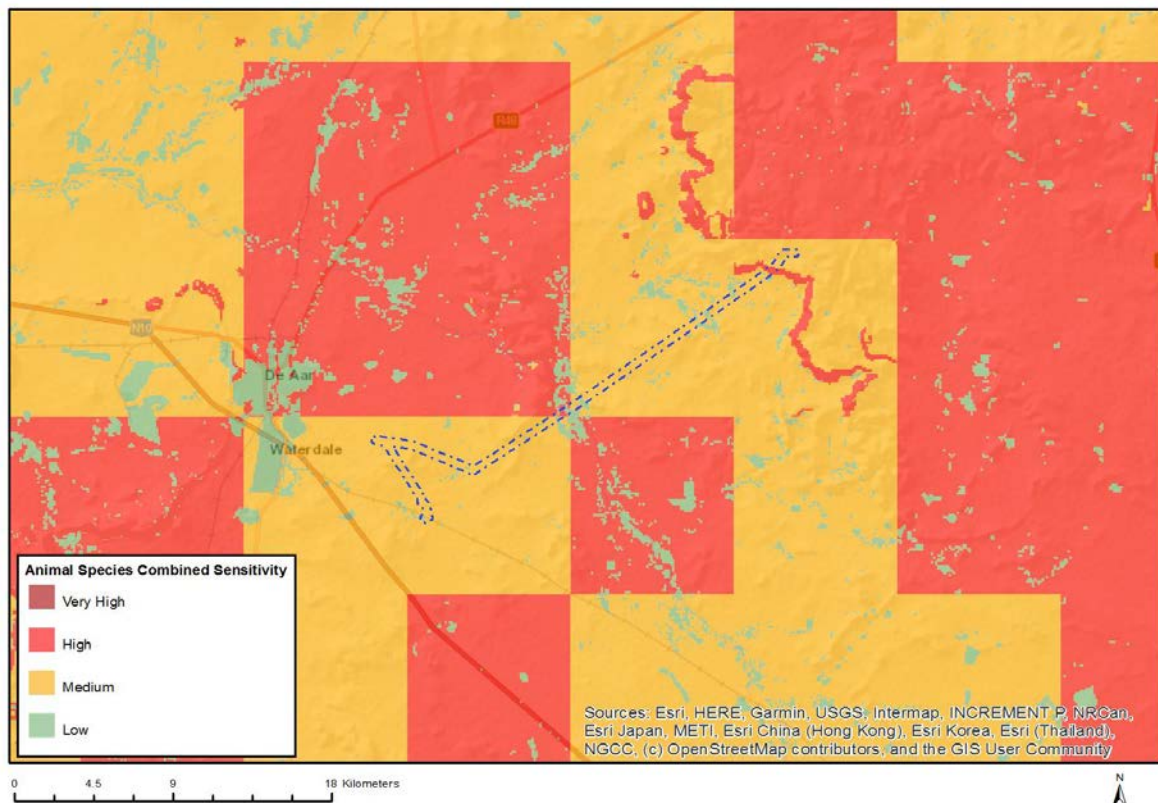 R48
N10
De Aar
Waterdale
Animal Species Combined Sensitivity
Very High
High
Medium
Low
Sources: Esri, HERE, Garmin, USGS, Intermap, INCREMENT P, NRCan,
Esri Japan, METI, Esri China (Hong Kong), Esri Korea, Esri (Thailand),
NGCC, (c) OpenStreetMap contributors, and the GIS User Community
0 4.5 9 18 Kilometers
N